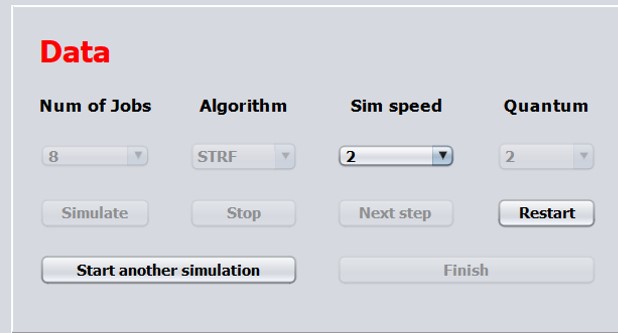 Data
Num of Jobs Algorithm Sim speed Quantum
8 STRF 2 2
Simulate Stop Next step Restart
Start another simulation Finish